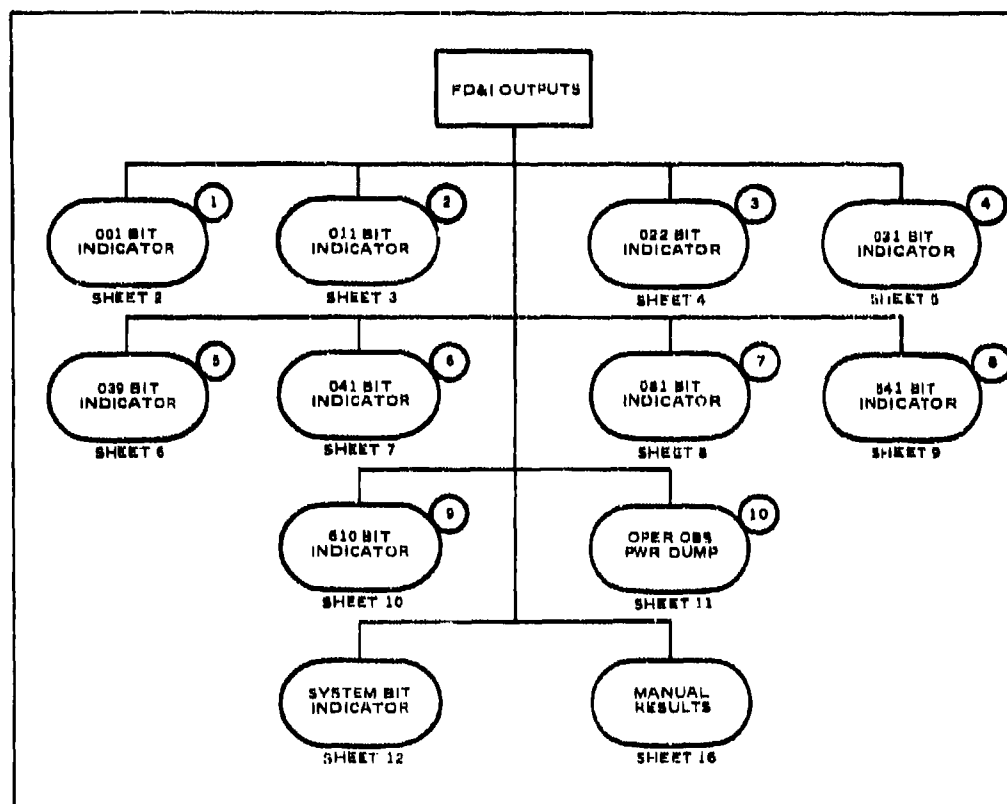 FD&I OUTPUTS
1
2
3
4
001 BIT
INDICATOR
011 BIT
INDICATOR
022 BIT
INDICATOR
031 BIT
INDICATOR
SHEET 2
SHEET 3
SHEET 4
SHEET 5
5
6
7
8
039 BIT
INDICATOR
041 BIT
INDICATOR
081 BIT
INDICATOR
541 BIT
INDICATOR
SHEET 6
SHEET 7
SHEET 8
SHEET 9
9
10
610 BIT
INDICATOR
OPER OBS
PWR DUMP
SHEET 10
SHEET 11
SYSTEM BIT
INDICATOR
MANUAL
RESULTS
SHEET 12
SHEET 16